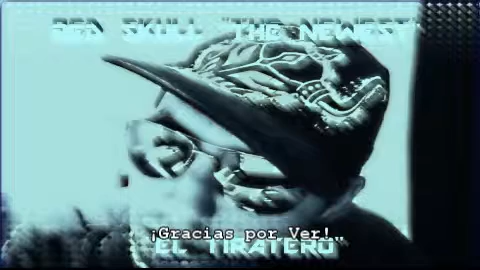 RED SKULL "THE NEWEST"
¡Gracias por Ver!
"EL TIRATERO"